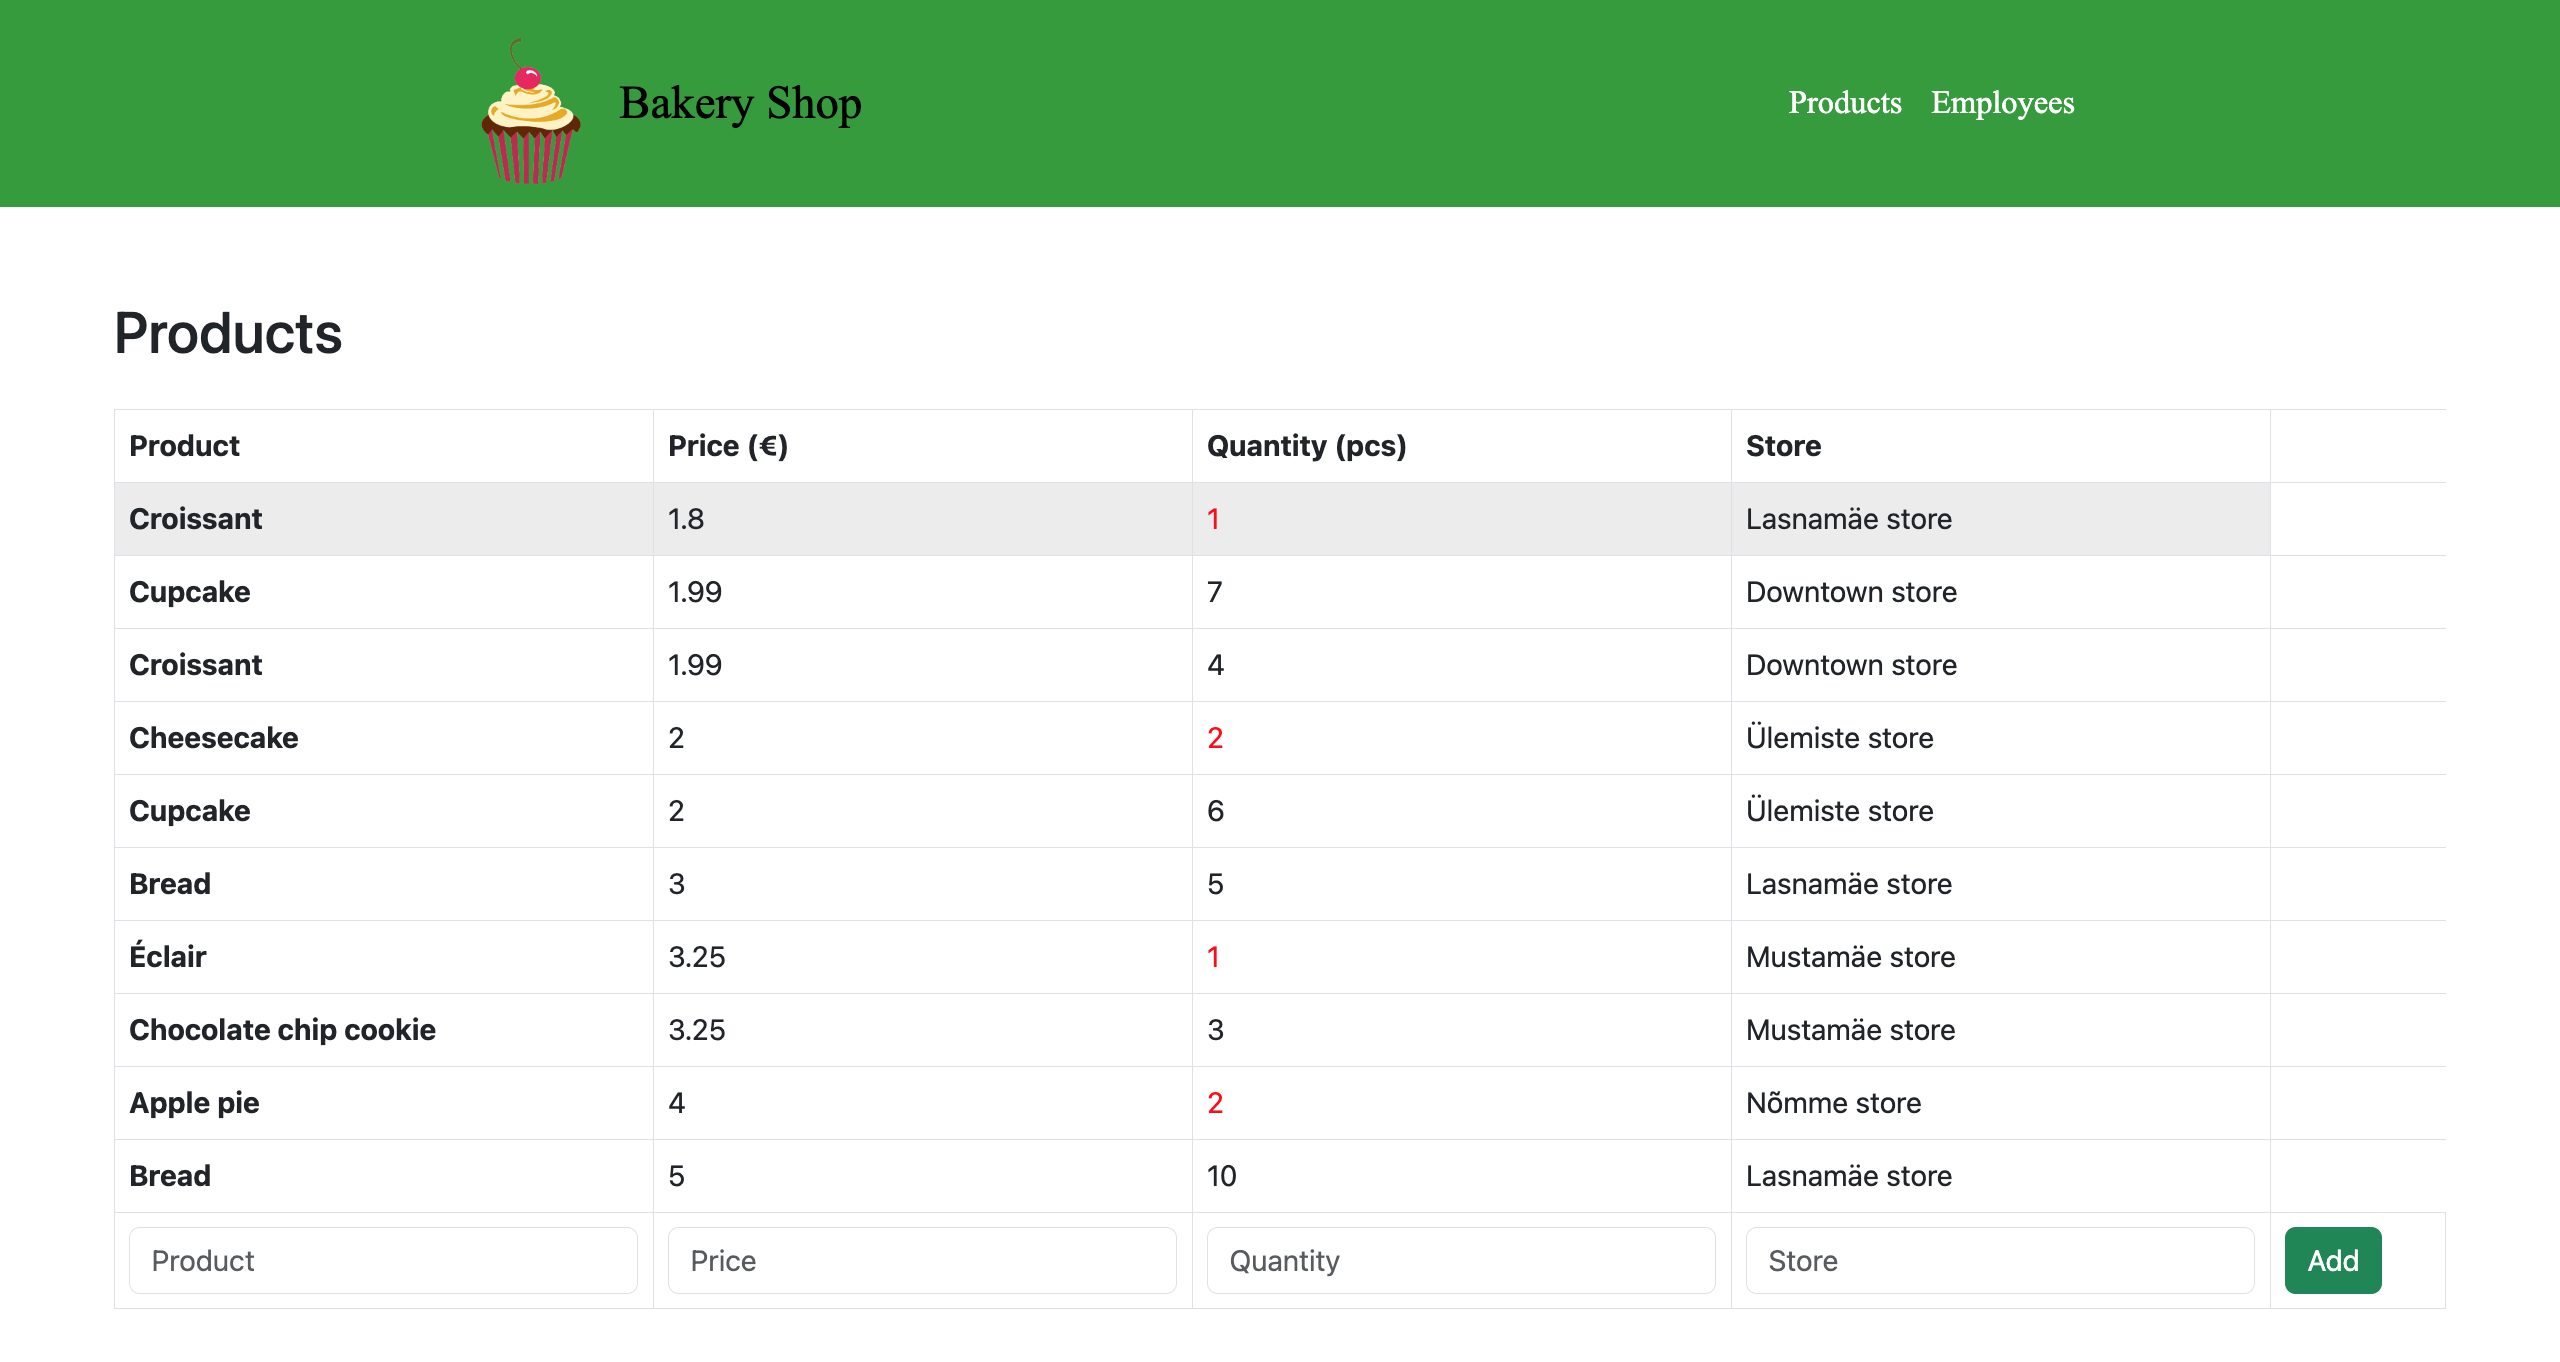 Bakery Shop
Products Employees
Products
Product Price (€) Quantity (pcs) Store
Croissant 1.8 1 Lasnamäe store
Cupcake 1.99 7 Downtown store
Croissant 1.99 4 Downtown store
Cheesecake 2 2 Ülemiste store
Cupcake 2 6 Ülemiste store
Bread 3 5 Lasnamäe store
Éclair 3.25 1 Mustamäe store
Chocolate chip cookie 3.25 3 Mustamäe store
Apple pie 4 2 Nõmme store
Bread 5 10 Lasnamäe store
Product Price Quantity Store Add